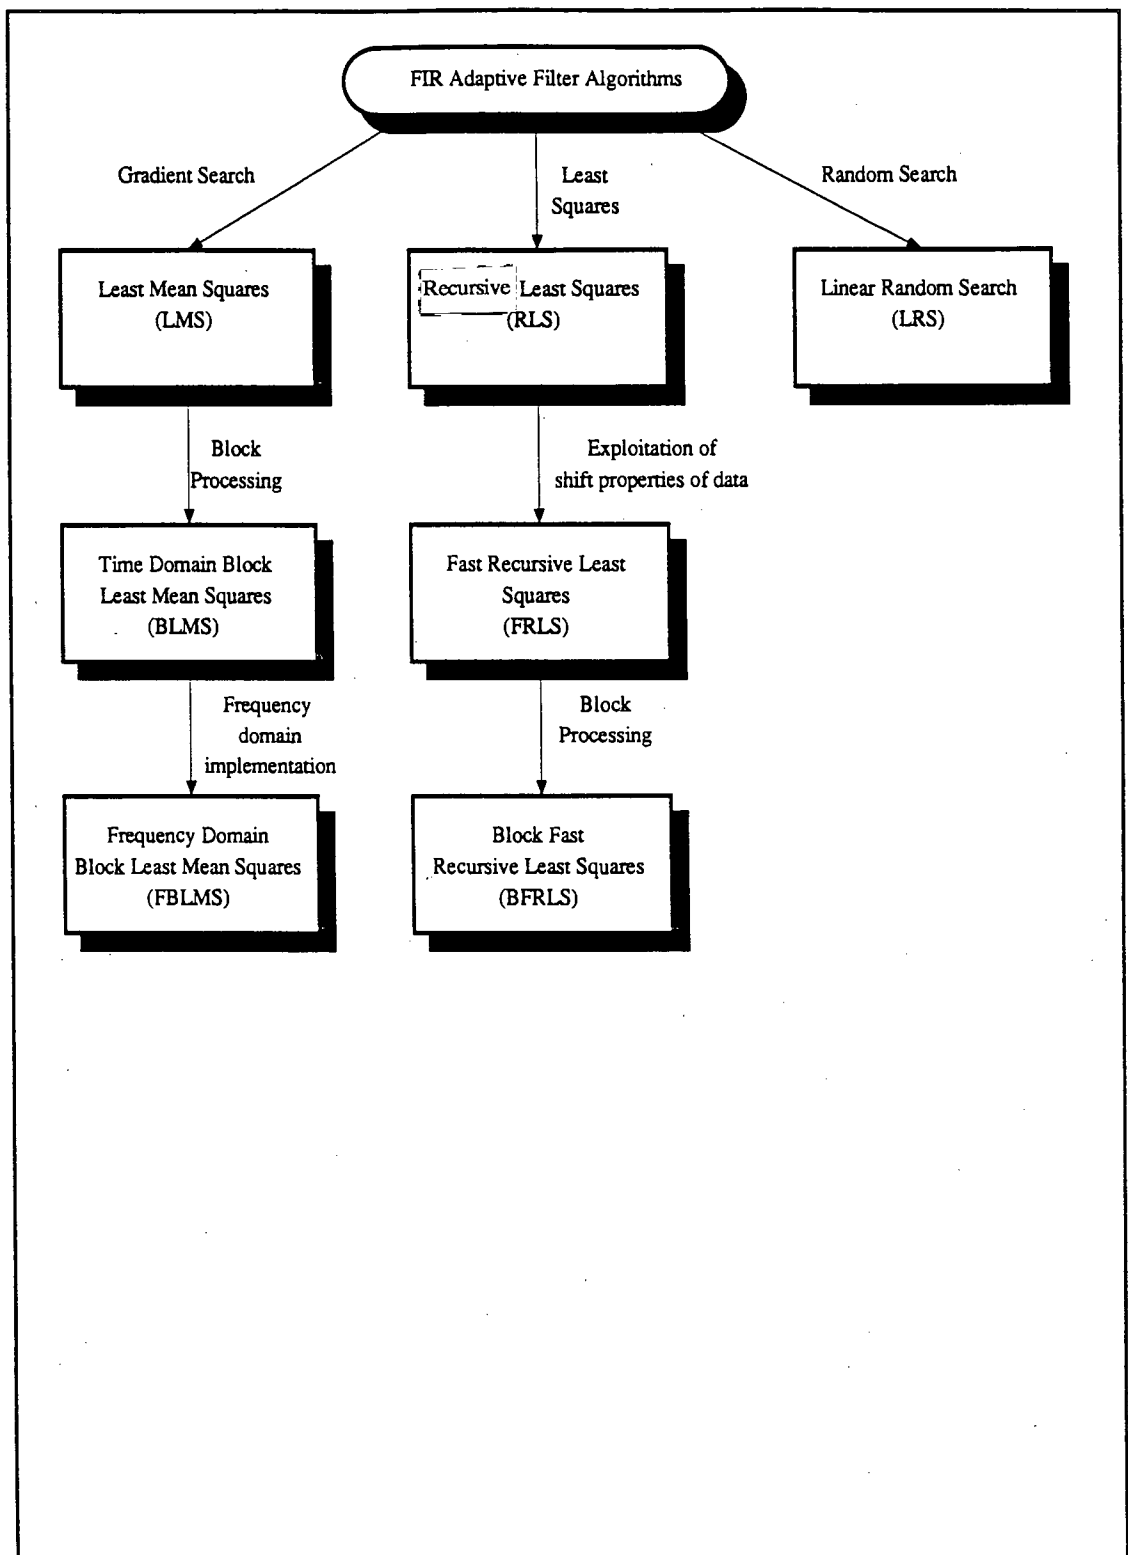 FIR Adaptive Filter Algorithms
Gradient Search
Least
Squares
Random Search
Least Mean Squares
(LMS)
Recursive Least Squares
(RLS)
Linear Random Search
(LRS)
Block
Processing
Exploitation of
shift properties of data
Time Domain Block
Least Mean Squares
(BLMS)
Fast Recursive Least
Squares
(FRLS)
Frequency
domain
implementation
Block
Processing
Frequency Domain
Block Least Mean Squares
(FBLMS)
Block Fast
Recursive Least Squares
(BFRLS)